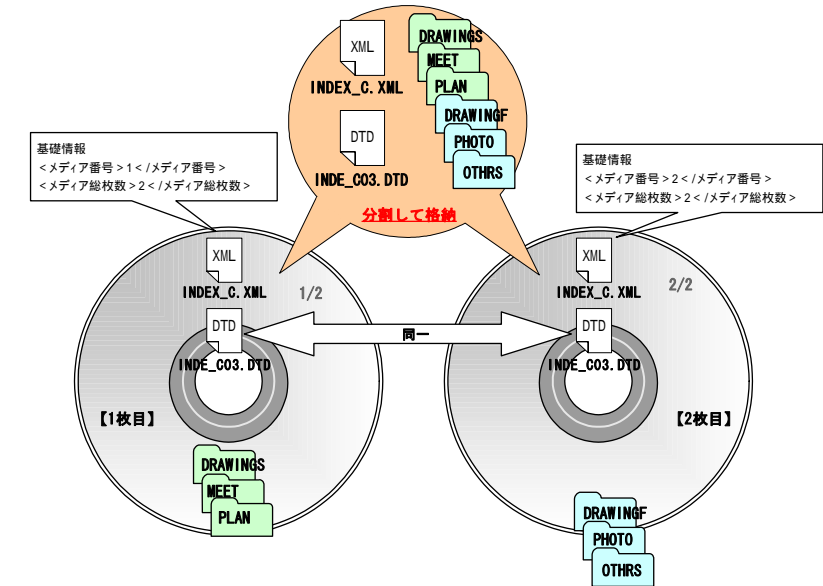 XML
INDEX_C.XML
DTD
INDE_C03.DTD
DRAWINGS
MEET
PLAN
DRAWINGF
PHOTO
OTHRS
分割して格納
基礎情報
<メディア番号>1</メディア番号>
<メディア総枚数>2</メディア総枚数>
基礎情報
<メディア番号>2</メディア番号>
<メディア総枚数>2</メディア総枚数>
XML
INDEX_C.XML
1/2
DTD
INDE_C03.DTD
【1枚目】
DRAWINGS
MEET
PLAN
同一
XML
INDEX_C.XML
2/2
DTD
INDE_C03.DTD
【2枚目】
DRAWINGF
PHOTO
OTHRS